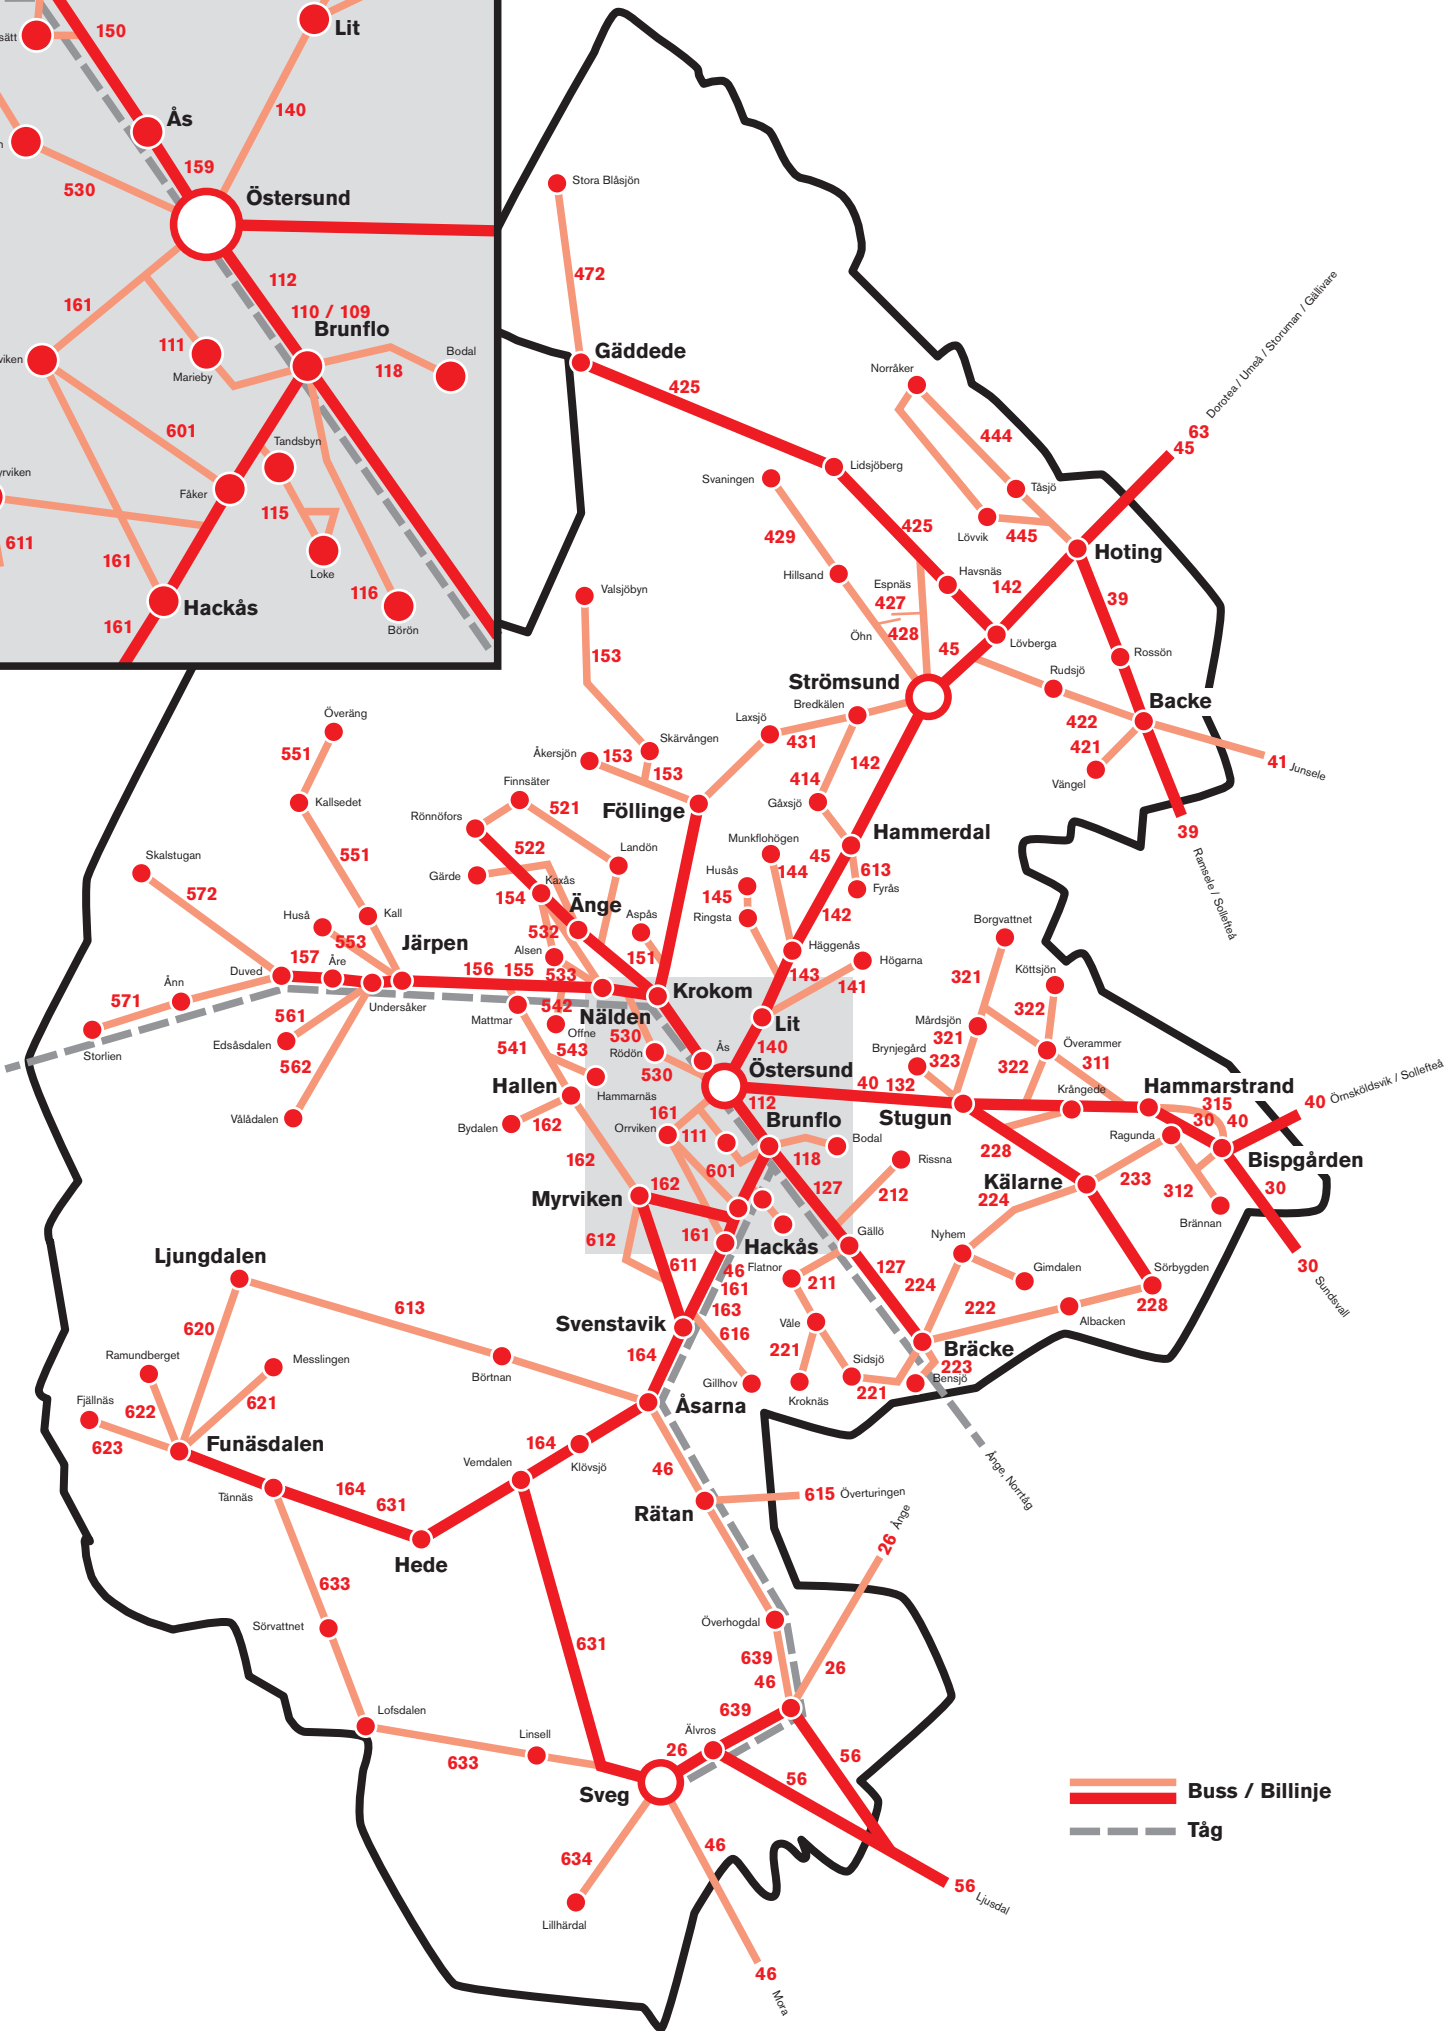 sätt
150
Lit
140
Ås
159
530
Östersund
112
161
110 / 109
Brunflo
111
Marieby
118
Bodal
viken
601
Tandsbyn
Fåker
115
Loke
611
161
116
Börön
Hackås
161
Stora Blåsjön
472
Gäddede
425
Dorotea / Umeå / Storuman / Gällivare
63
45
Norråker
444
Lidsjöberg
Svaningen
Tåsjö
429
425
Lövvik
445
Hoting
Hillsand
Espnäs
Havsnäs
142
427
39
Öhn
428
Lövberga
45
Valsjöbyn
153
Rossön
Rudsjö
Strömsund
Backe
Bredkälen
422
421
41 Junsele
Vängel
Överäng
551
Kallsedet
Laxsjö
431
Skärvången
Åkersjön
153
153
142
414
Gåxsjö
Finnsäter
521
Föllinge
Rönnöfors
522
Landön
Hammerdal
39
Ramsele / Sollefteå
Munkflohögen
45
Skalstugan
551
Gärde
Kaxås
154
Husås
144
613
Fyrås
572
145
Änge
Aspås
Ringsta
142
Huså
Kall
532
Borgvattnet
553
Järpen
Alsen
151
Häggenås
Högarna
157
Åre
Duved
156
155
533
143
141
321
Köttsjön
Ånn
571
Undersåker
Krokom
322
Storlien
561
Mattmar
542
Nälden
Lit
Mårdsjön
Edsåsdalen
Offne
530
321
541
543
Rödön
Ås
140
Brynjegård
323
Överammer
311
562
530
Östersund
322
Hallen
Hammarnäs
40
132
Krångede
Hammarstrand
40 Örnsköldsvik / Sollefteå
Vålådalen
161
112
Stugun
315
30
40
Bydalen
162
Orrviken
111
Brunflo
Bodal
118
228
Ragunda
Bispgården
162
601
Rissna
Kälarne
233
30
Myrviken
162
127
212
224
312
Brännan
612
161
Hackås
Gällö
Nyhem
Ljungdalen
611
46
Flatnor
211
127
224
Gimdalen
Sörbygden
30
Sundsvall
613
161
163
222
228
Albacken
620
Svenstavik
616
Våle
Bräcke
Ramundberget
Messlingen
Börtnan
164
221
Sidsjö
223
Fjällnäs
622
621
Gillhov
Kroknäs
221
Bensjö
623
Åsarna
Funäsdalen
164
Ånge, Norrtåg
Vemdalen
Klövsjö
46
Tännäs
164
631
615 Överturingen
Rätan
26 Ånge
Hede
633
Sörvattnet
Överhogdal
631
639
26
46
Lofsdalen
Linsell
639
Älvros
26
633
56
56
Sveg
Buss / Billinje
Tåg
634
46
56 Ljusdal
Lillhärdal
46
Mora